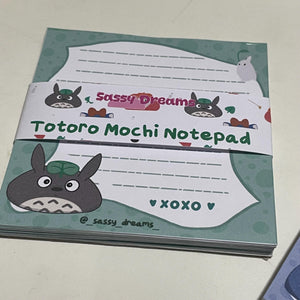 Sassy Dreams
Totoro Mochi Notepad
♥ XOXO ♥
@_sassy_dreams_